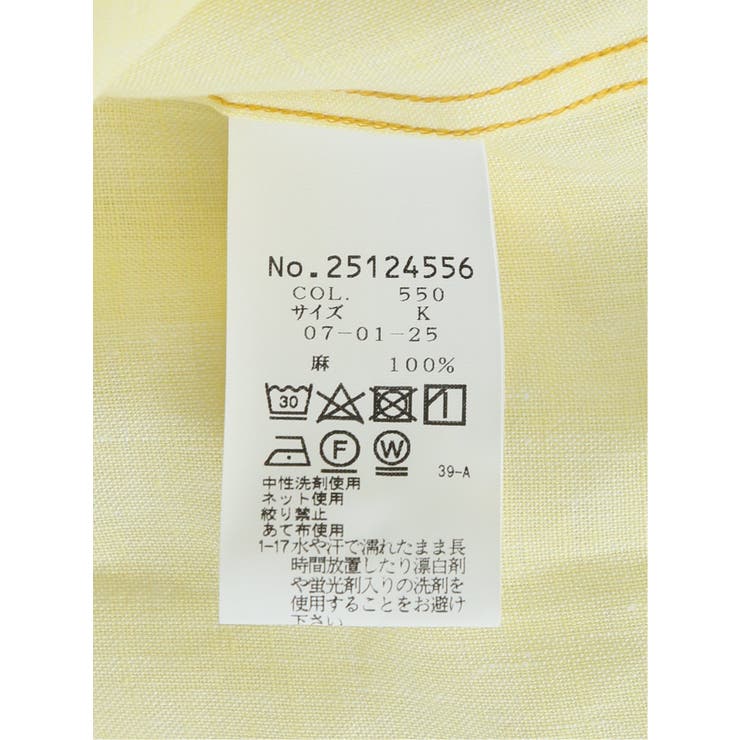 No.25124556
COL. 550
サイズ K
07-01-25
麻 100%
30
F W 39-A
中性洗剤使用
ネット使用
絞り禁止
あて布使用
1-17 水や汗で濡れたまま長
時間放置したり漂白剤
や蛍光剤入りの洗剤を
使用することをお避け
下さい